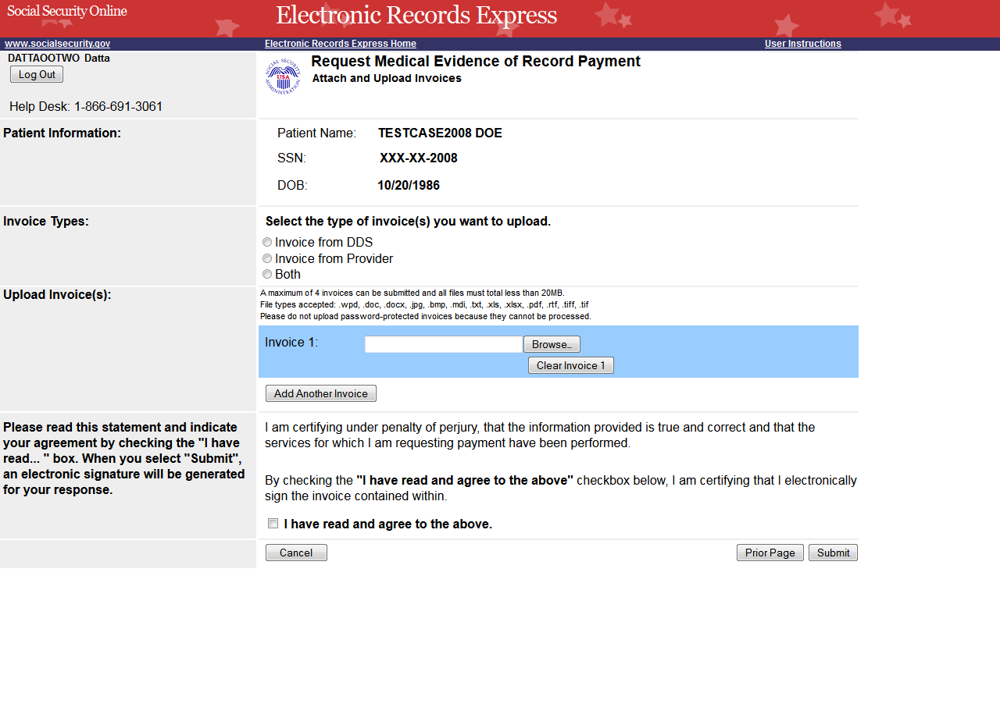 Social Security Online
Electronic Records Express
www.socialsecurity.gov
Electronic Records Express Home
User Instructions
DATTAOOTWO Datta
Log Out
Help Desk: 1-866-691-3061
SOCIAL SECURITY
USA
ADMINISTRATION
Request Medical Evidence of Record Payment
Attach and Upload Invoices
Patient Information:
Patient Name: TESTCASE2008 DOE
SSN: XXX-XX-2008
DOB: 10/20/1986
Invoice Types:
Select the type of invoice(s) you want to upload.
Invoice from DDS
Invoice from Provider
Both
Upload Invoice(s):
A maximum of 4 invoices can be submitted and all files must total less than 20MB.
File types accepted: .wpd, .doc, .docx, .jpg, .bmp, .mdi, .txt, .xls, .xlsx, .pdf, .rtf, .tiff, .tif
Please do not upload password-protected invoices because they cannot be processed.
Invoice 1: Browse...
Clear Invoice 1
Add Another Invoice
Please read this statement and indicate
your agreement by checking the "I have
read... " box. When you select "Submit",
an electronic signature will be generated
for your response.
I am certifying under penalty of perjury, that the information provided is true and correct and that the
services for which I am requesting payment have been performed.
By checking the "I have read and agree to the above" checkbox below, I am certifying that I electronically
sign the invoice contained within.
I have read and agree to the above.
Cancel
Prior Page
Submit